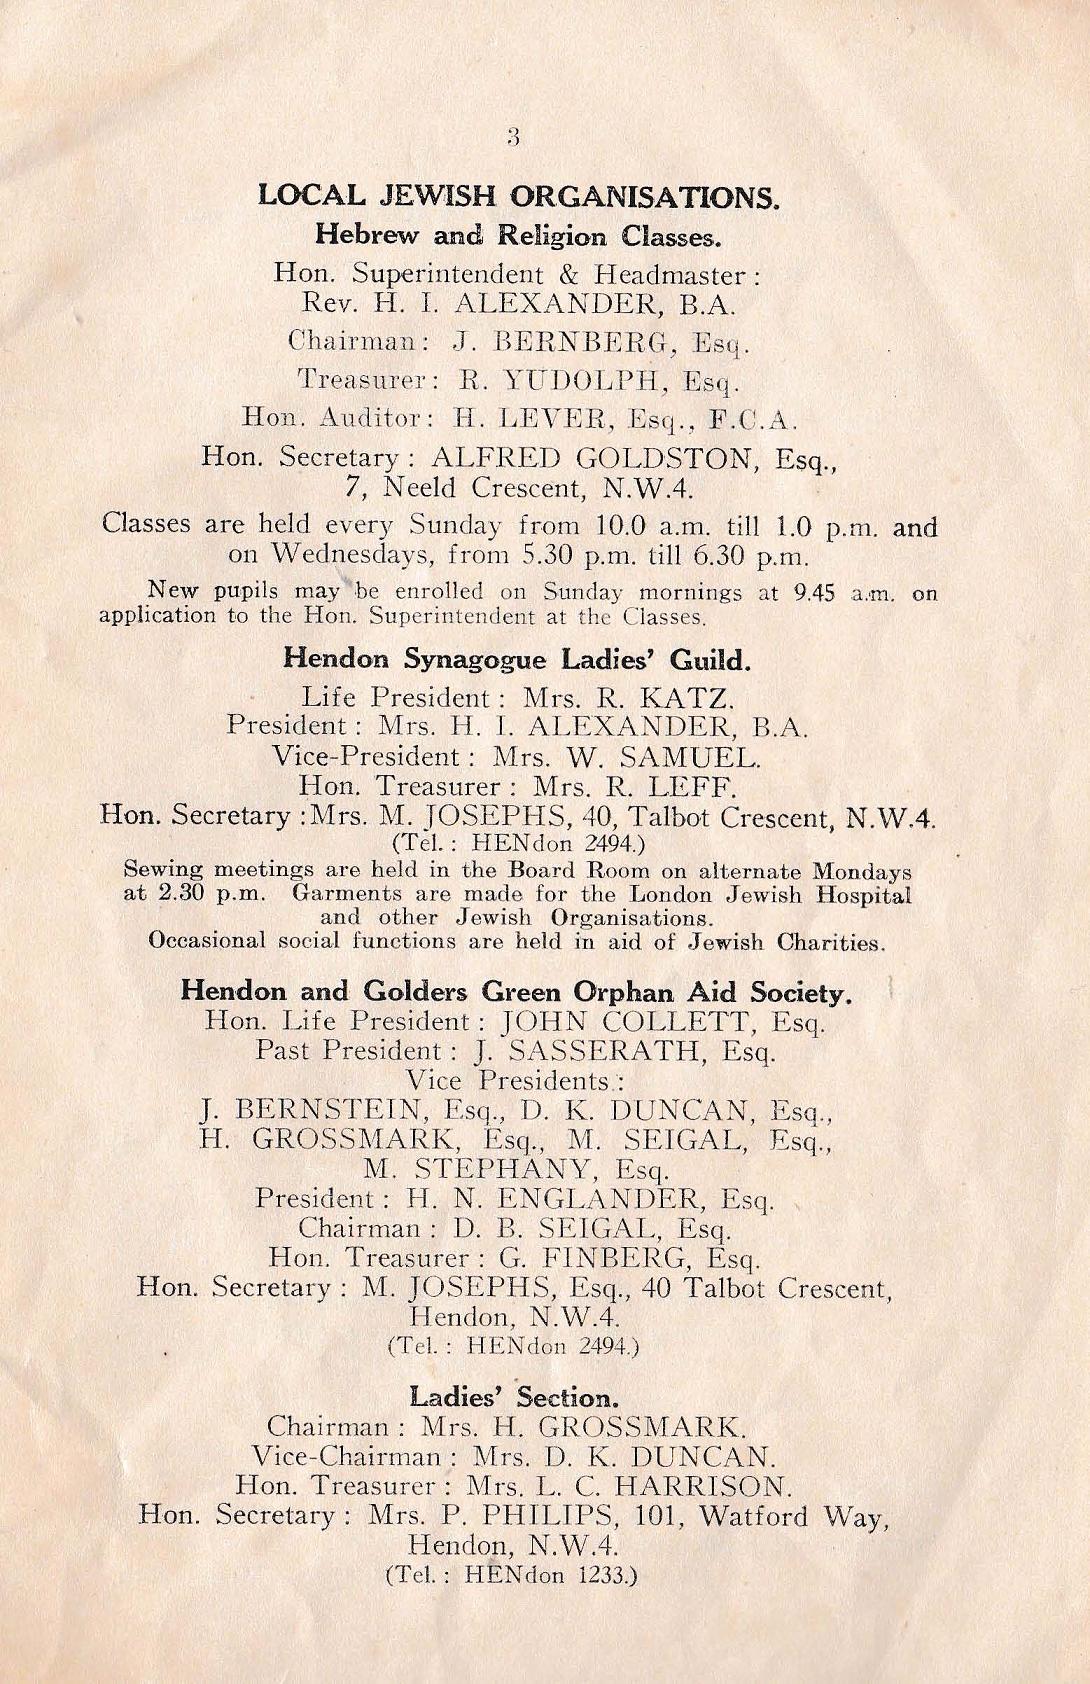 3
LOCAL JEWISH ORGANISATIONS.
Hebrew and Religion Classes.
Hon. Superintendent & Headmaster :
Rev. H. I. ALEXANDER, B.A.
Chairman : J. BERNBERG, Esq.
Treasurer : R. YUDOLPH, Esq.
Hon. Auditor : H. LEVER, Esq., F.C.A.
Hon. Secretary : ALFRED GOLDSTON, Esq.,
7, Neeld Crescent, N.W.4.
Classes are held every Sunday from 10.0 a.m. till 1.0 p.m. and
on Wednesdays, from 5.30 p.m. till 6.30 p.m.
New pupils may be enrolled on Sunday mornings at 9.45 a.m. on
application to the Hon. Superintendent at the Classes.
Hendon Synagogue Ladies' Guild.
Life President : Mrs. R. KATZ.
President : Mrs. H. I. ALEXANDER, B.A.
Vice-President : Mrs. W. SAMUEL.
Hon. Treasurer : Mrs. R. LEFF.
Hon. Secretary :Mrs. M. JOSEPHS, 40, Talbot Crescent, N.W.4.
(Tel. : HENdon 2494.)
Sewing meetings are held in the Board Room on alternate Mondays
at 2.30 p.m. Garments are made for the London Jewish Hospital
and other Jewish Organisations.
Occasional social functions are held in aid of Jewish Charities.
Hendon and Golders Green Orphan Aid Society.
Hon. Life President : JOHN COLLETT, Esq.
Past President : J. SASSERATH, Esq.
Vice Presidents :
J. BERNSTEIN, Esq., D. K. DUNCAN, Esq.,
H. GROSSMARK, Esq., M. SEIGAL, Esq.,
M. STEPHANY, Esq.
President : H. N. ENGLANDER, Esq.
Chairman : D. B. SEIGAL, Esq.
Hon. Treasurer : G. FINBERG, Esq.
Hon. Secretary : M. JOSEPHS, Esq., 40 Talbot Crescent,
Hendon, N.W.4.
(Tel. : HENdon 2494.)
Ladies' Section.
Chairman : Mrs. H. GROSSMARK.
Vice-Chairman : Mrs. D. K. DUNCAN.
Hon. Treasurer : Mrs. L. C. HARRISON.
Hon. Secretary : Mrs. P. PHILIPS, 101, Watford Way,
Hendon, N.W.4.
(Tel. : HENdon 1233.)